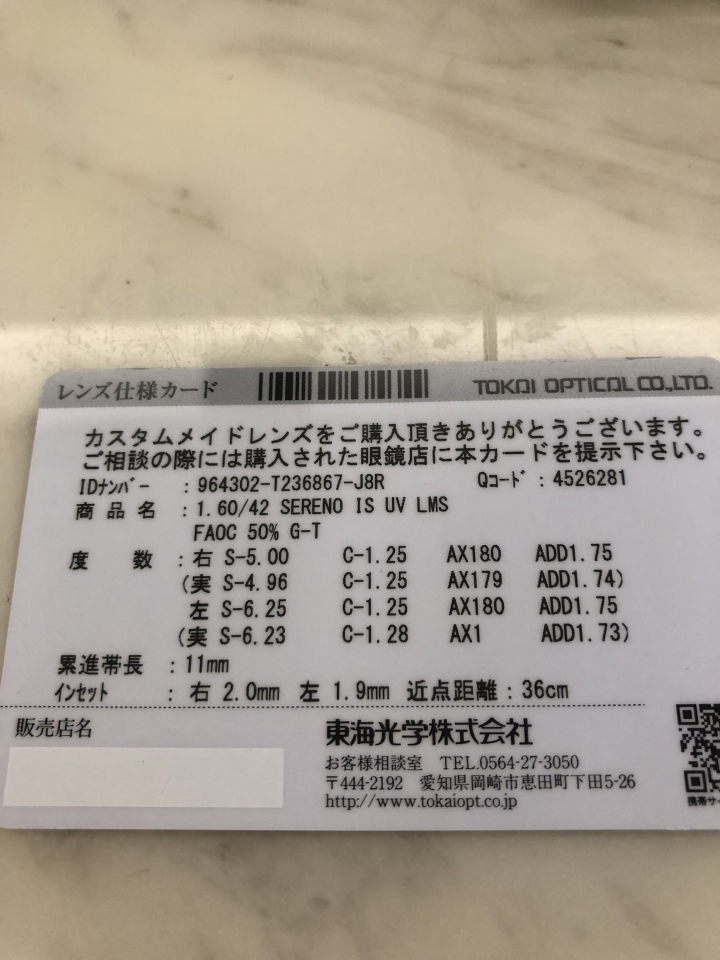 レンズ仕様カード
TOKAI OPTICAL CO.,LTD.
カスタムメイドレンズをご購入頂きありがとうございます。
ご相談の際には購入された眼鏡店に本カードを提示下さい。
IDﾅﾝﾊﾞｰ : 964302-T236867-J8R Qｺｰﾄﾞ : 4526281
商品名 : 1.60/42 SERENO IS UV LMS
FAOC 50% G-T
度数 : 右 S-5.00 C-1.25 AX180 ADD1.75
(実 S-4.96 C-1.25 AX179 ADD1.74)
左 S-6.25 C-1.25 AX180 ADD1.75
(実 S-6.23 C-1.28 AX1 ADD1.73)
累進帯長 : 11mm
ｲﾝｾｯﾄ : 右 2.0mm 左 1.9mm 近点距離 : 36cm
販売店名
東海光学株式会社
お客様相談室 TEL.0564-27-3050
〒444-2192 愛知県岡崎市恵田町下田5-26
http://www.tokaiopt.co.jp
携帯サイ